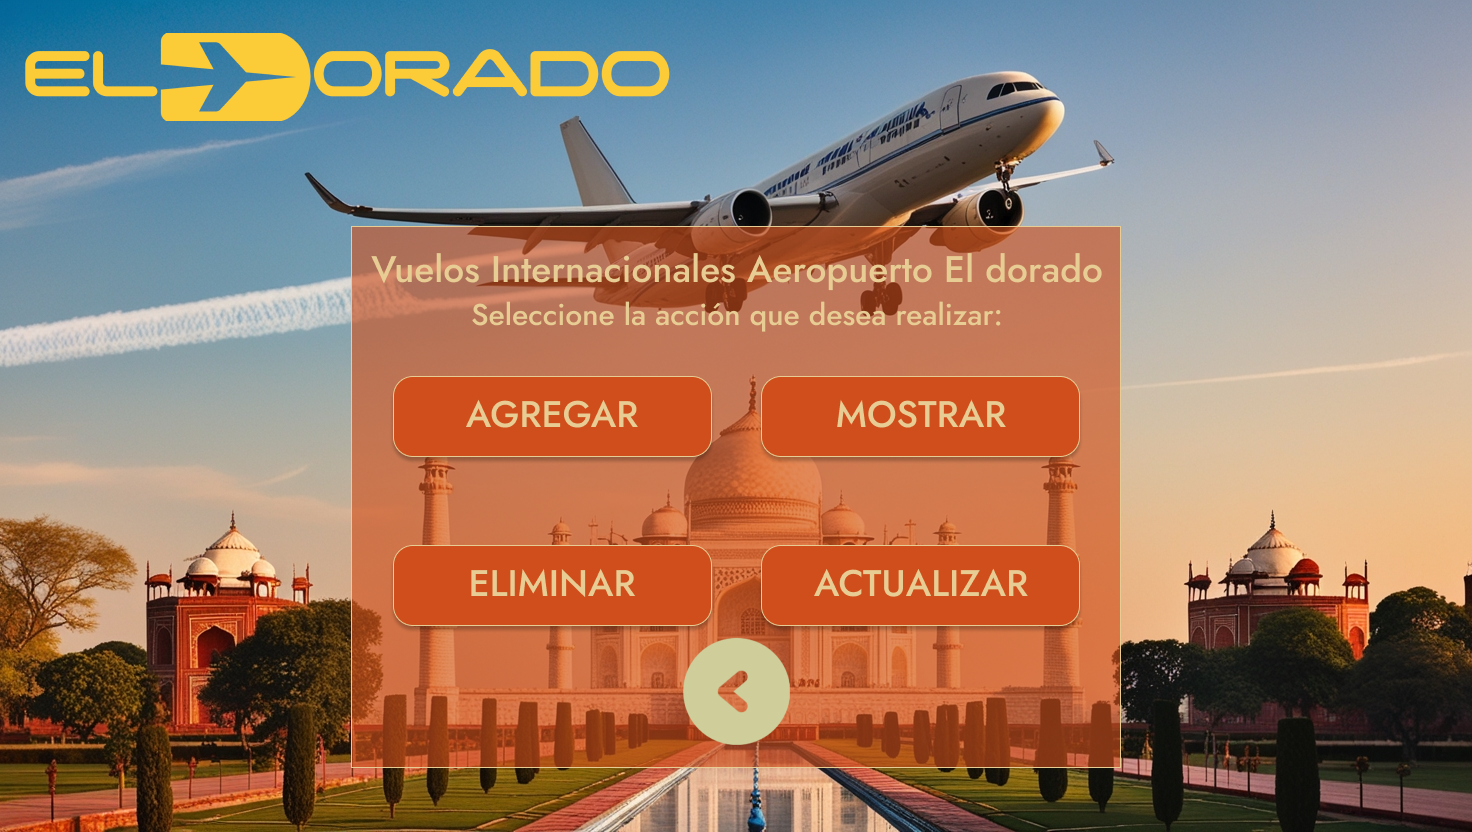 EL DORADO
Vuelos Internacionales Aeropuerto El dorado
Seleccione la acción que desea realizar:
AGREGAR
MOSTRAR
ELIMINAR
ACTUALIZAR